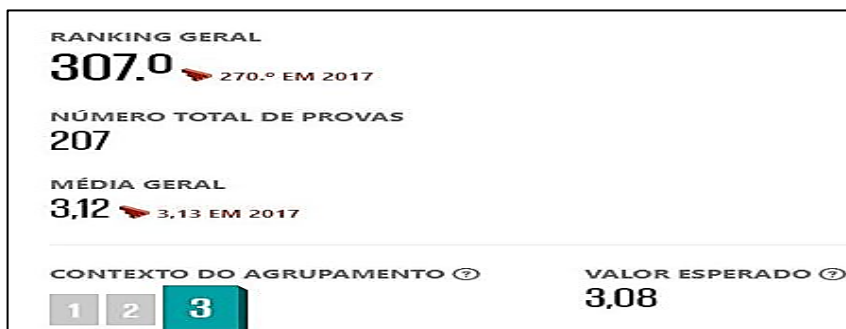 RANKING GERAL
307.º 270.º EM 2017
NÚMERO TOTAL DE PROVAS
207
MÉDIA GERAL
3,12 3,13 EM 2017
CONTEXTO DO AGRUPAMENTO ? VALOR ESPERADO ?
1 2 3 3,08